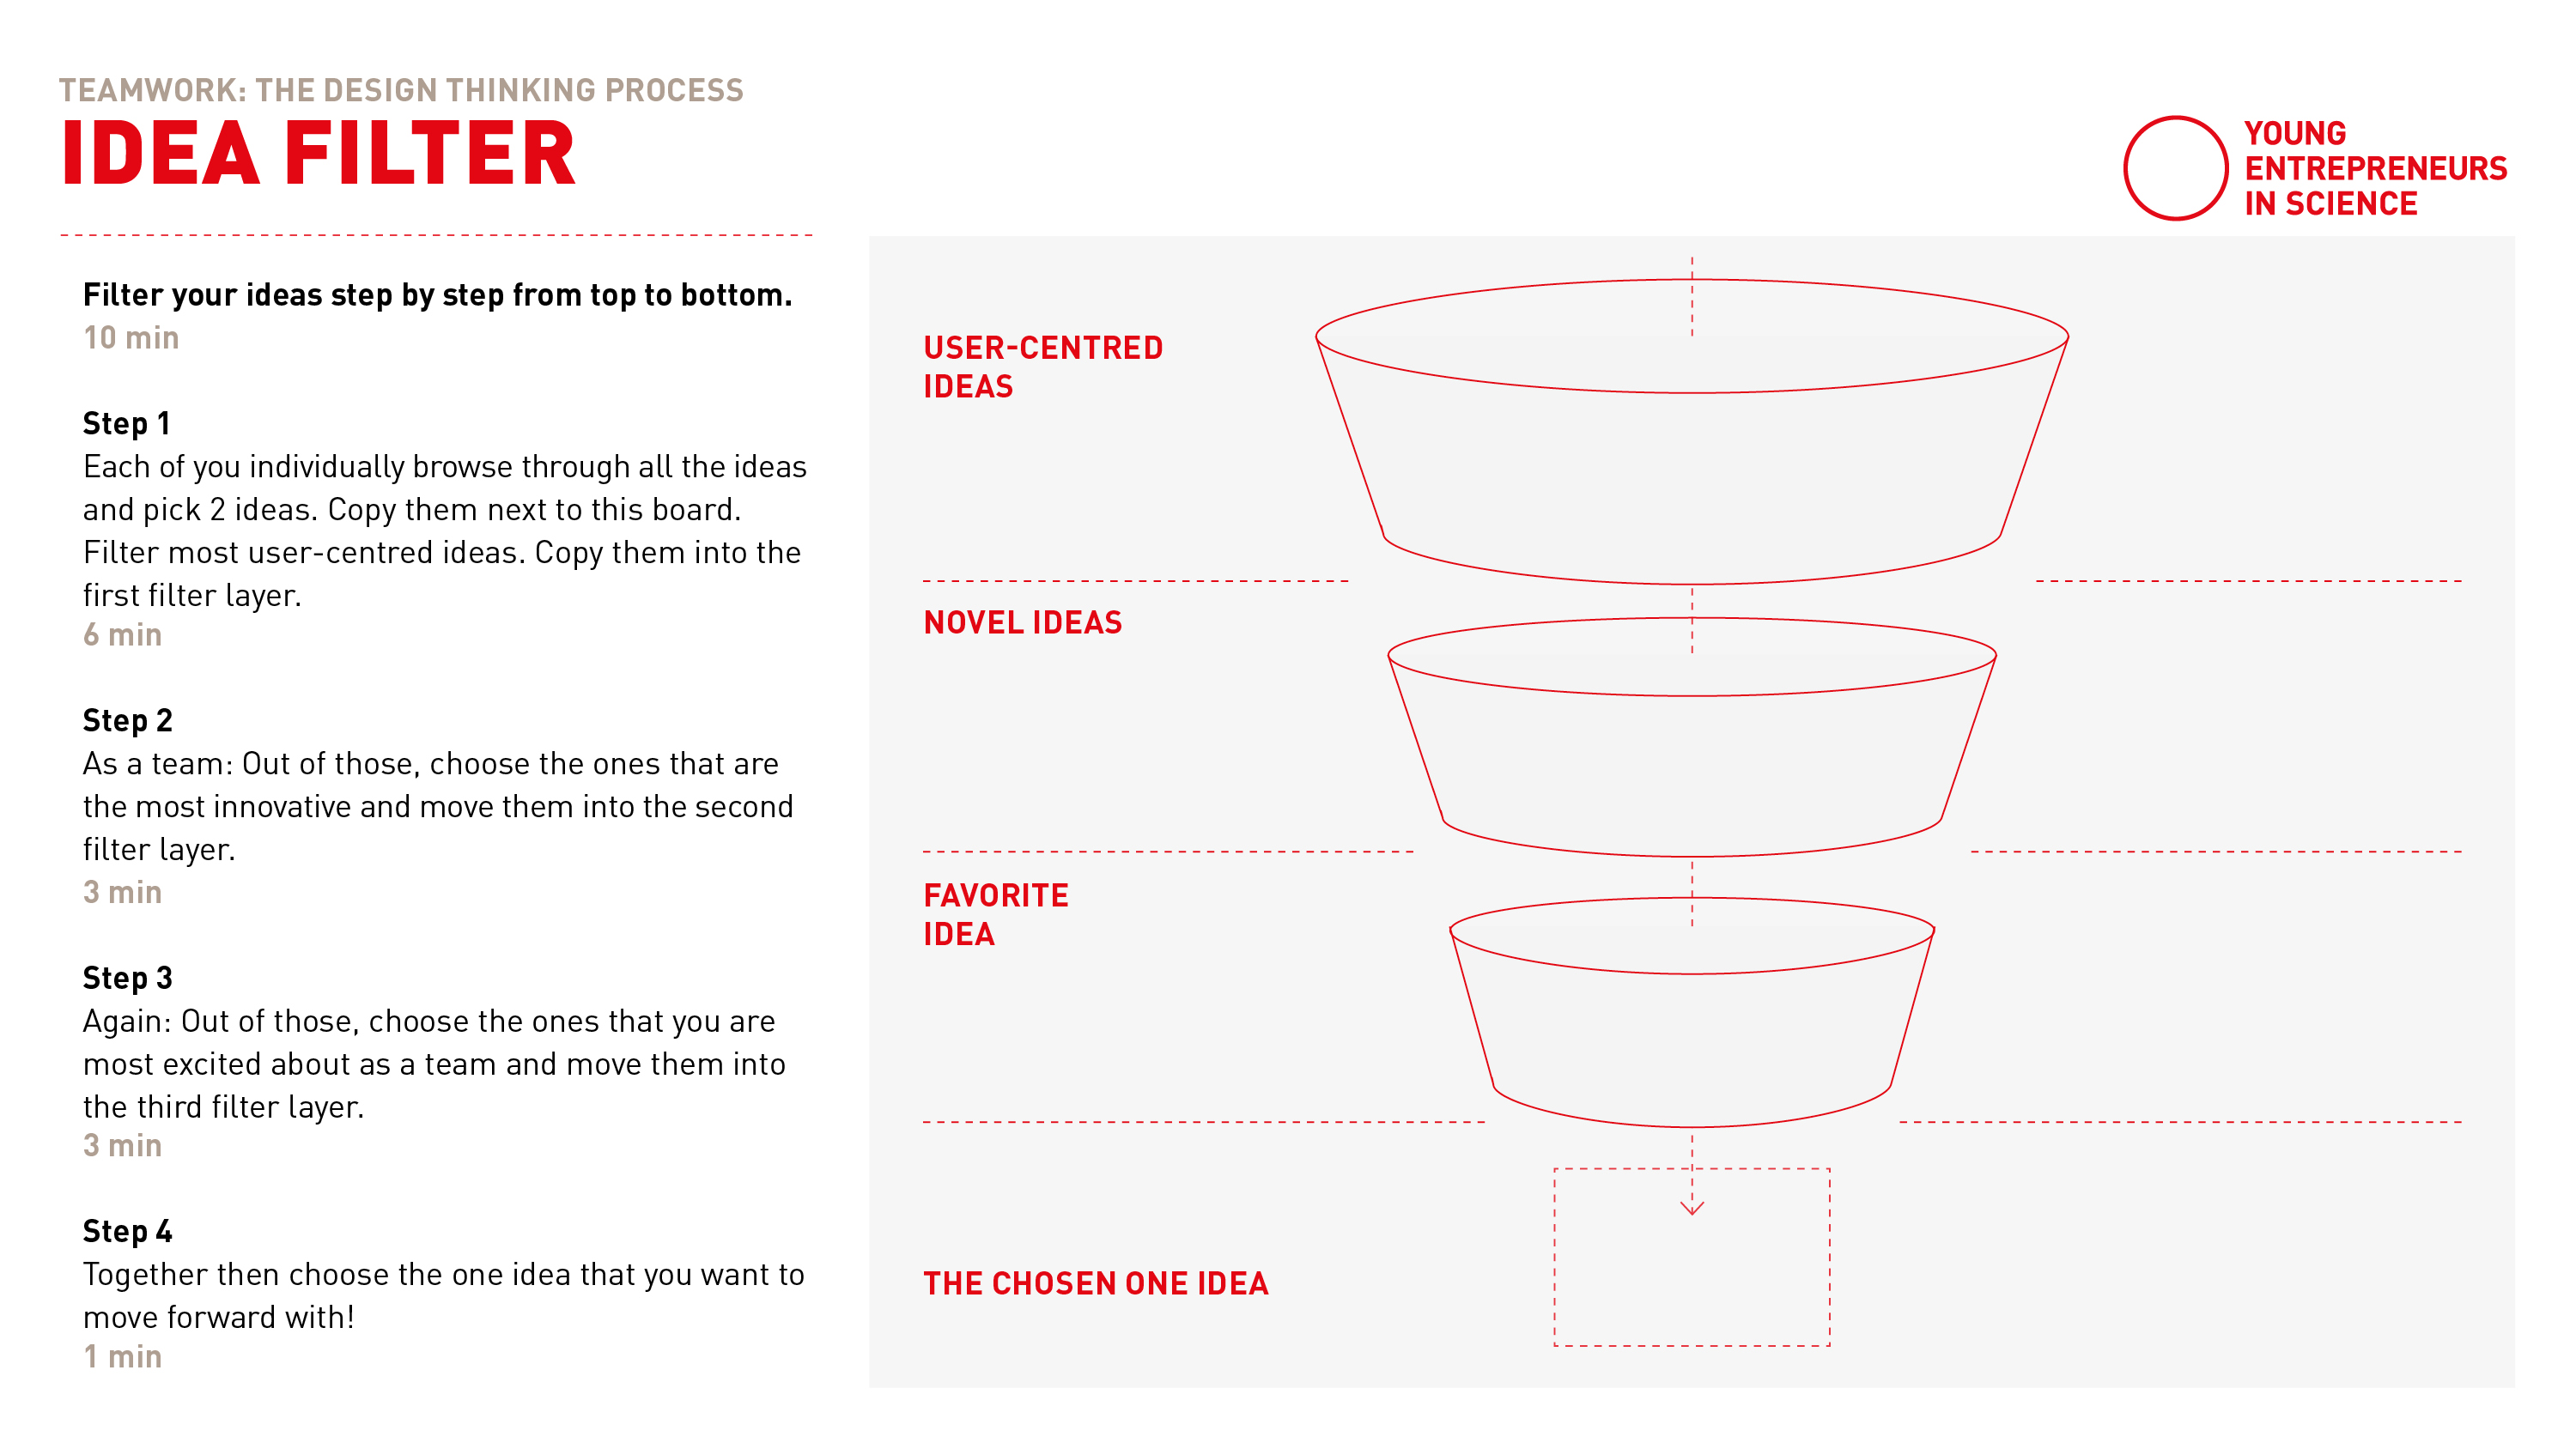 TEAMWORK: THE DESIGN THINKING PROCESS
IDEA FILTER
YOUNG
ENTREPRENEURS
IN SCIENCE
Filter your ideas step by step from top to bottom.
10 min
Step 1
Each of you individually browse through all the ideas
and pick 2 ideas. Copy them next to this board.
Filter most user-centred ideas. Copy them into the
first filter layer.
6 min
Step 2
As a team: Out of those, choose the ones that are
the most innovative and move them into the second
filter layer.
3 min
Step 3
Again: Out of those, choose the ones that you are
most excited about as a team and move them into
the third filter layer.
3 min
Step 4
Together then choose the one idea that you want to
move forward with!
1 min
USER-CENTRED
IDEAS
NOVEL IDEAS
FAVORITE
IDEA
THE CHOSEN ONE IDEA